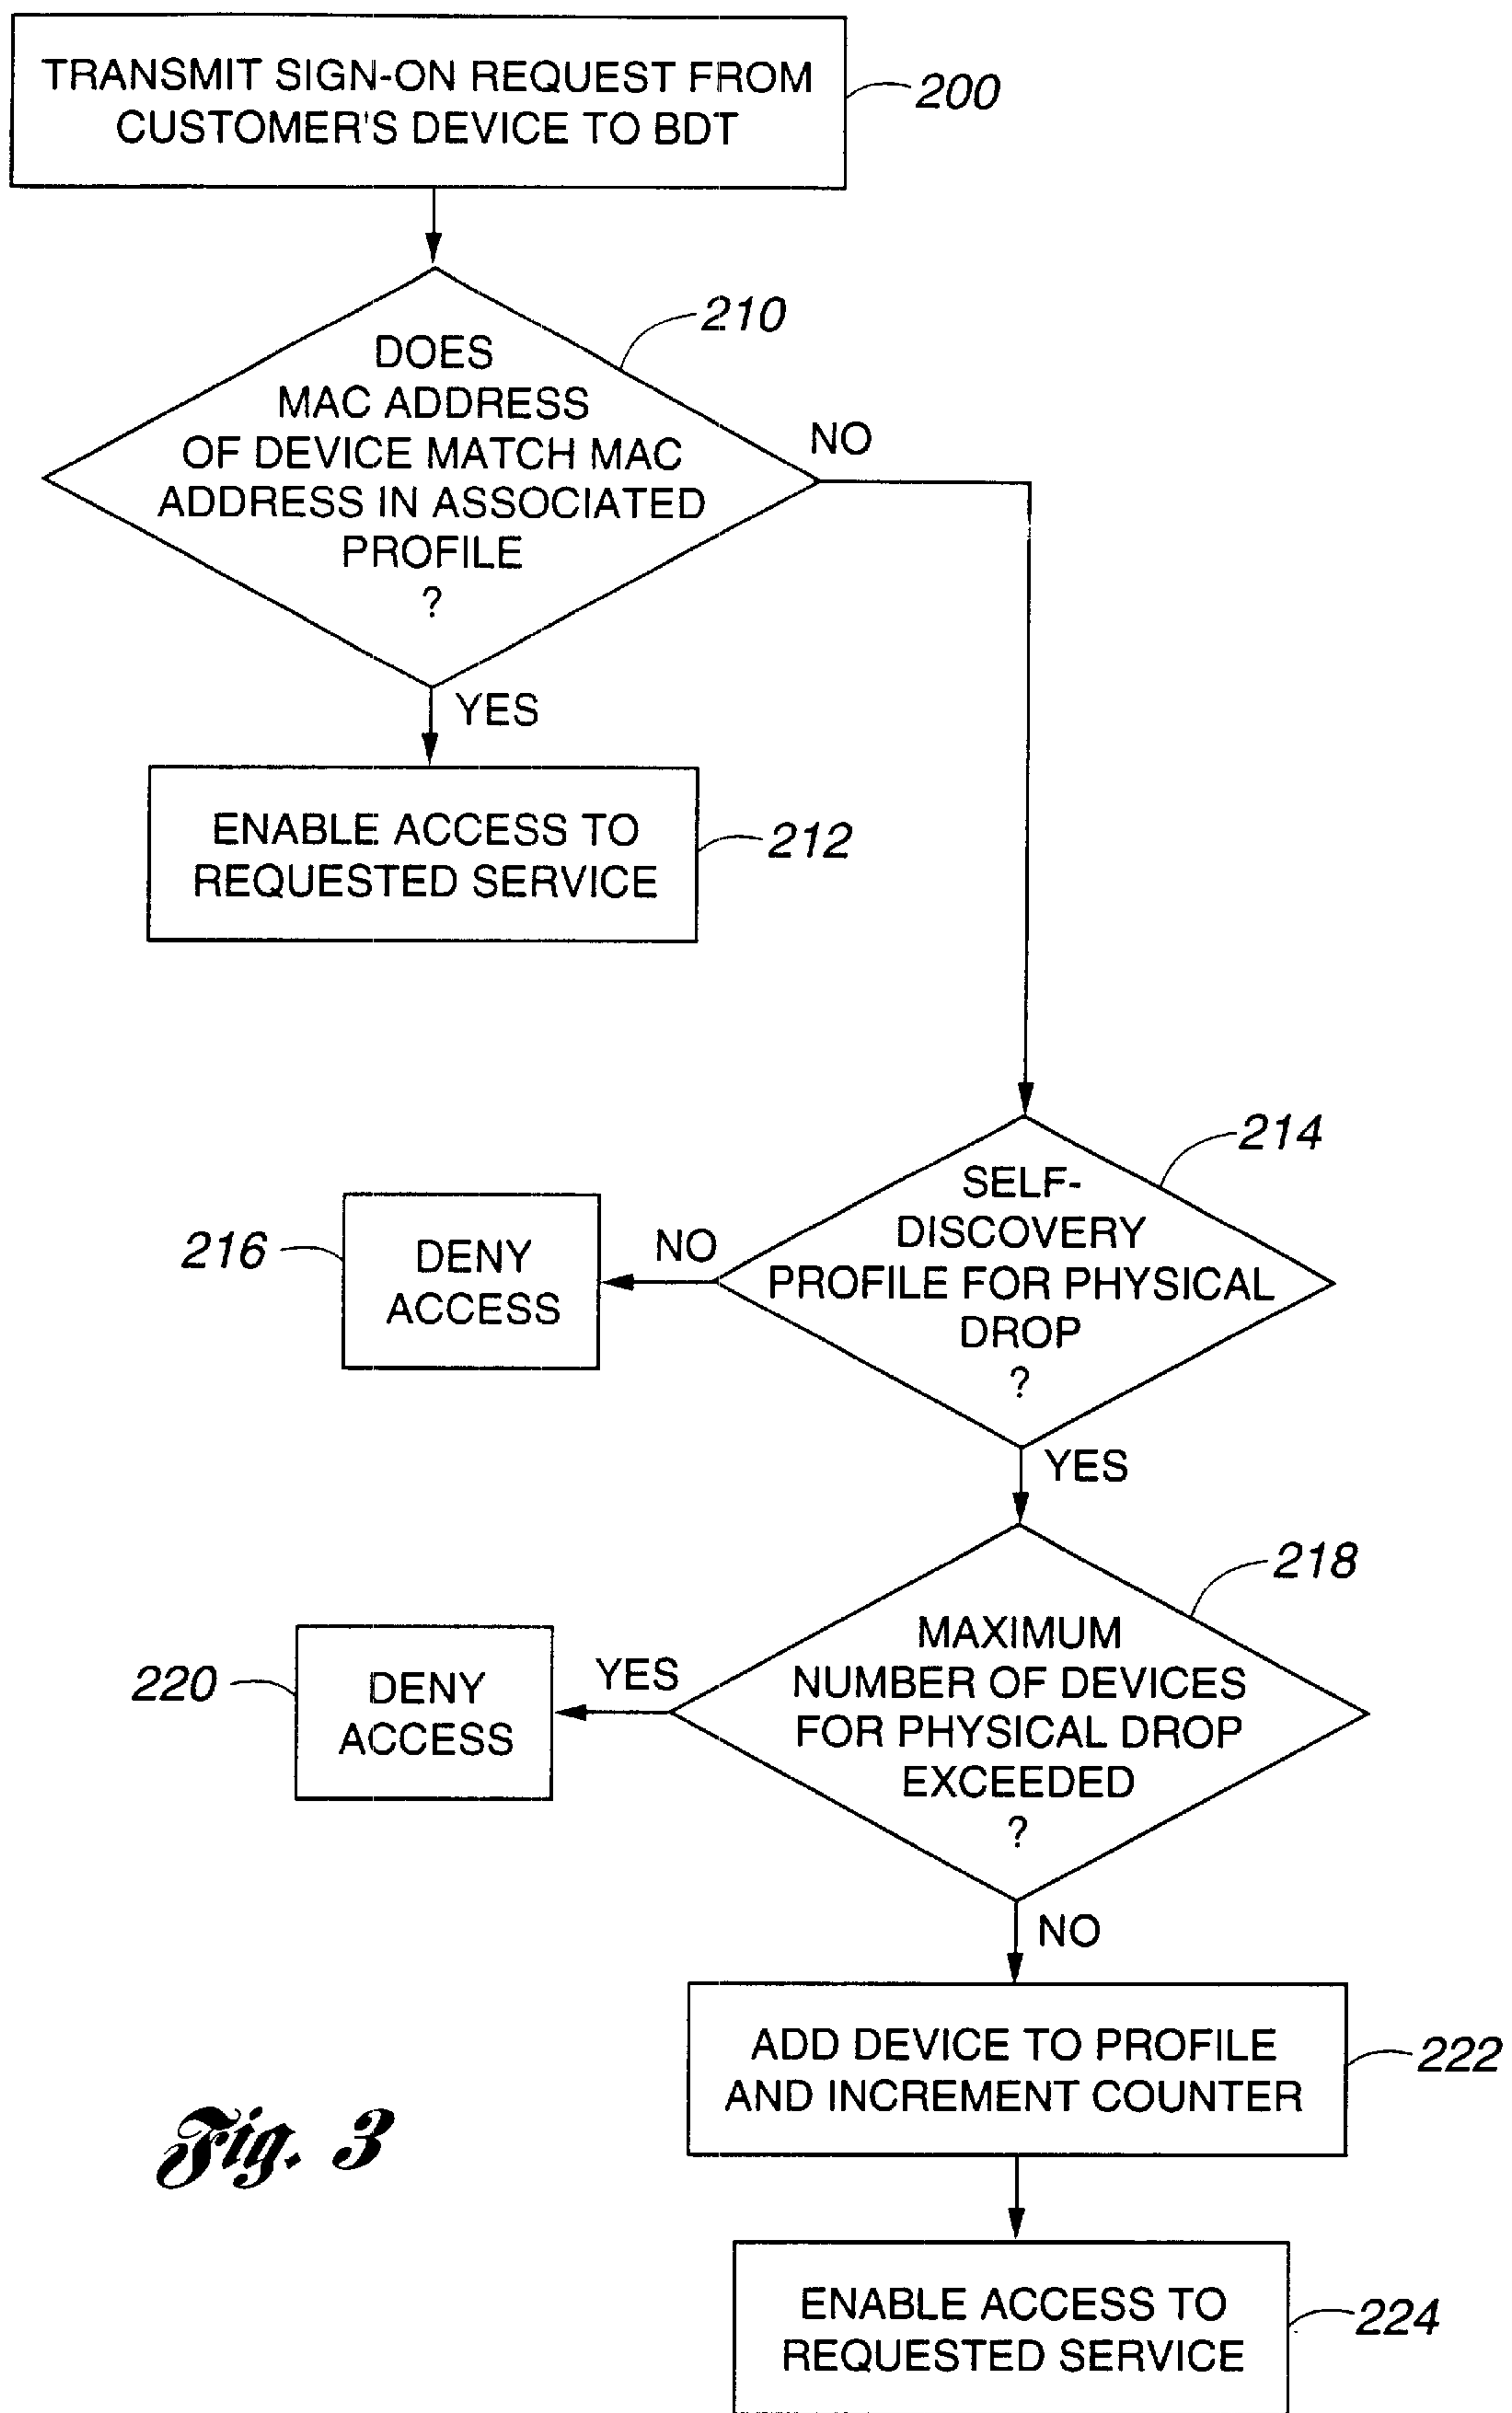 TRANSMIT SIGN-ON REQUEST FROM
CUSTOMER'S DEVICE TO BDT
200
210
DOES
MAC ADDRESS
OF DEVICE MATCH MAC
ADDRESS IN ASSOCIATED
PROFILE
?
NO
YES
ENABLE ACCESS TO
REQUESTED SERVICE
212
214
SELF-
DISCOVERY
PROFILE FOR PHYSICAL
DROP
?
NO
216
DENY
ACCESS
YES
218
MAXIMUM
NUMBER OF DEVICES
FOR PHYSICAL DROP
EXCEEDED
?
YES
220
DENY
ACCESS
NO
ADD DEVICE TO PROFILE
AND INCREMENT COUNTER
222
Fig. 3
ENABLE ACCESS TO
REQUESTED SERVICE
224